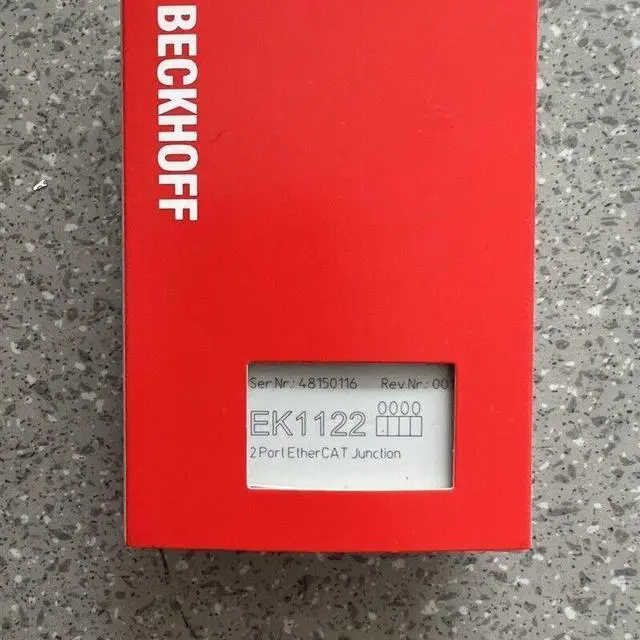 BECKHOFF
Ser.Nr.: 48150116 Rev.Nr.: 001
EK1122 0000
2 Port EtherCAT Junction